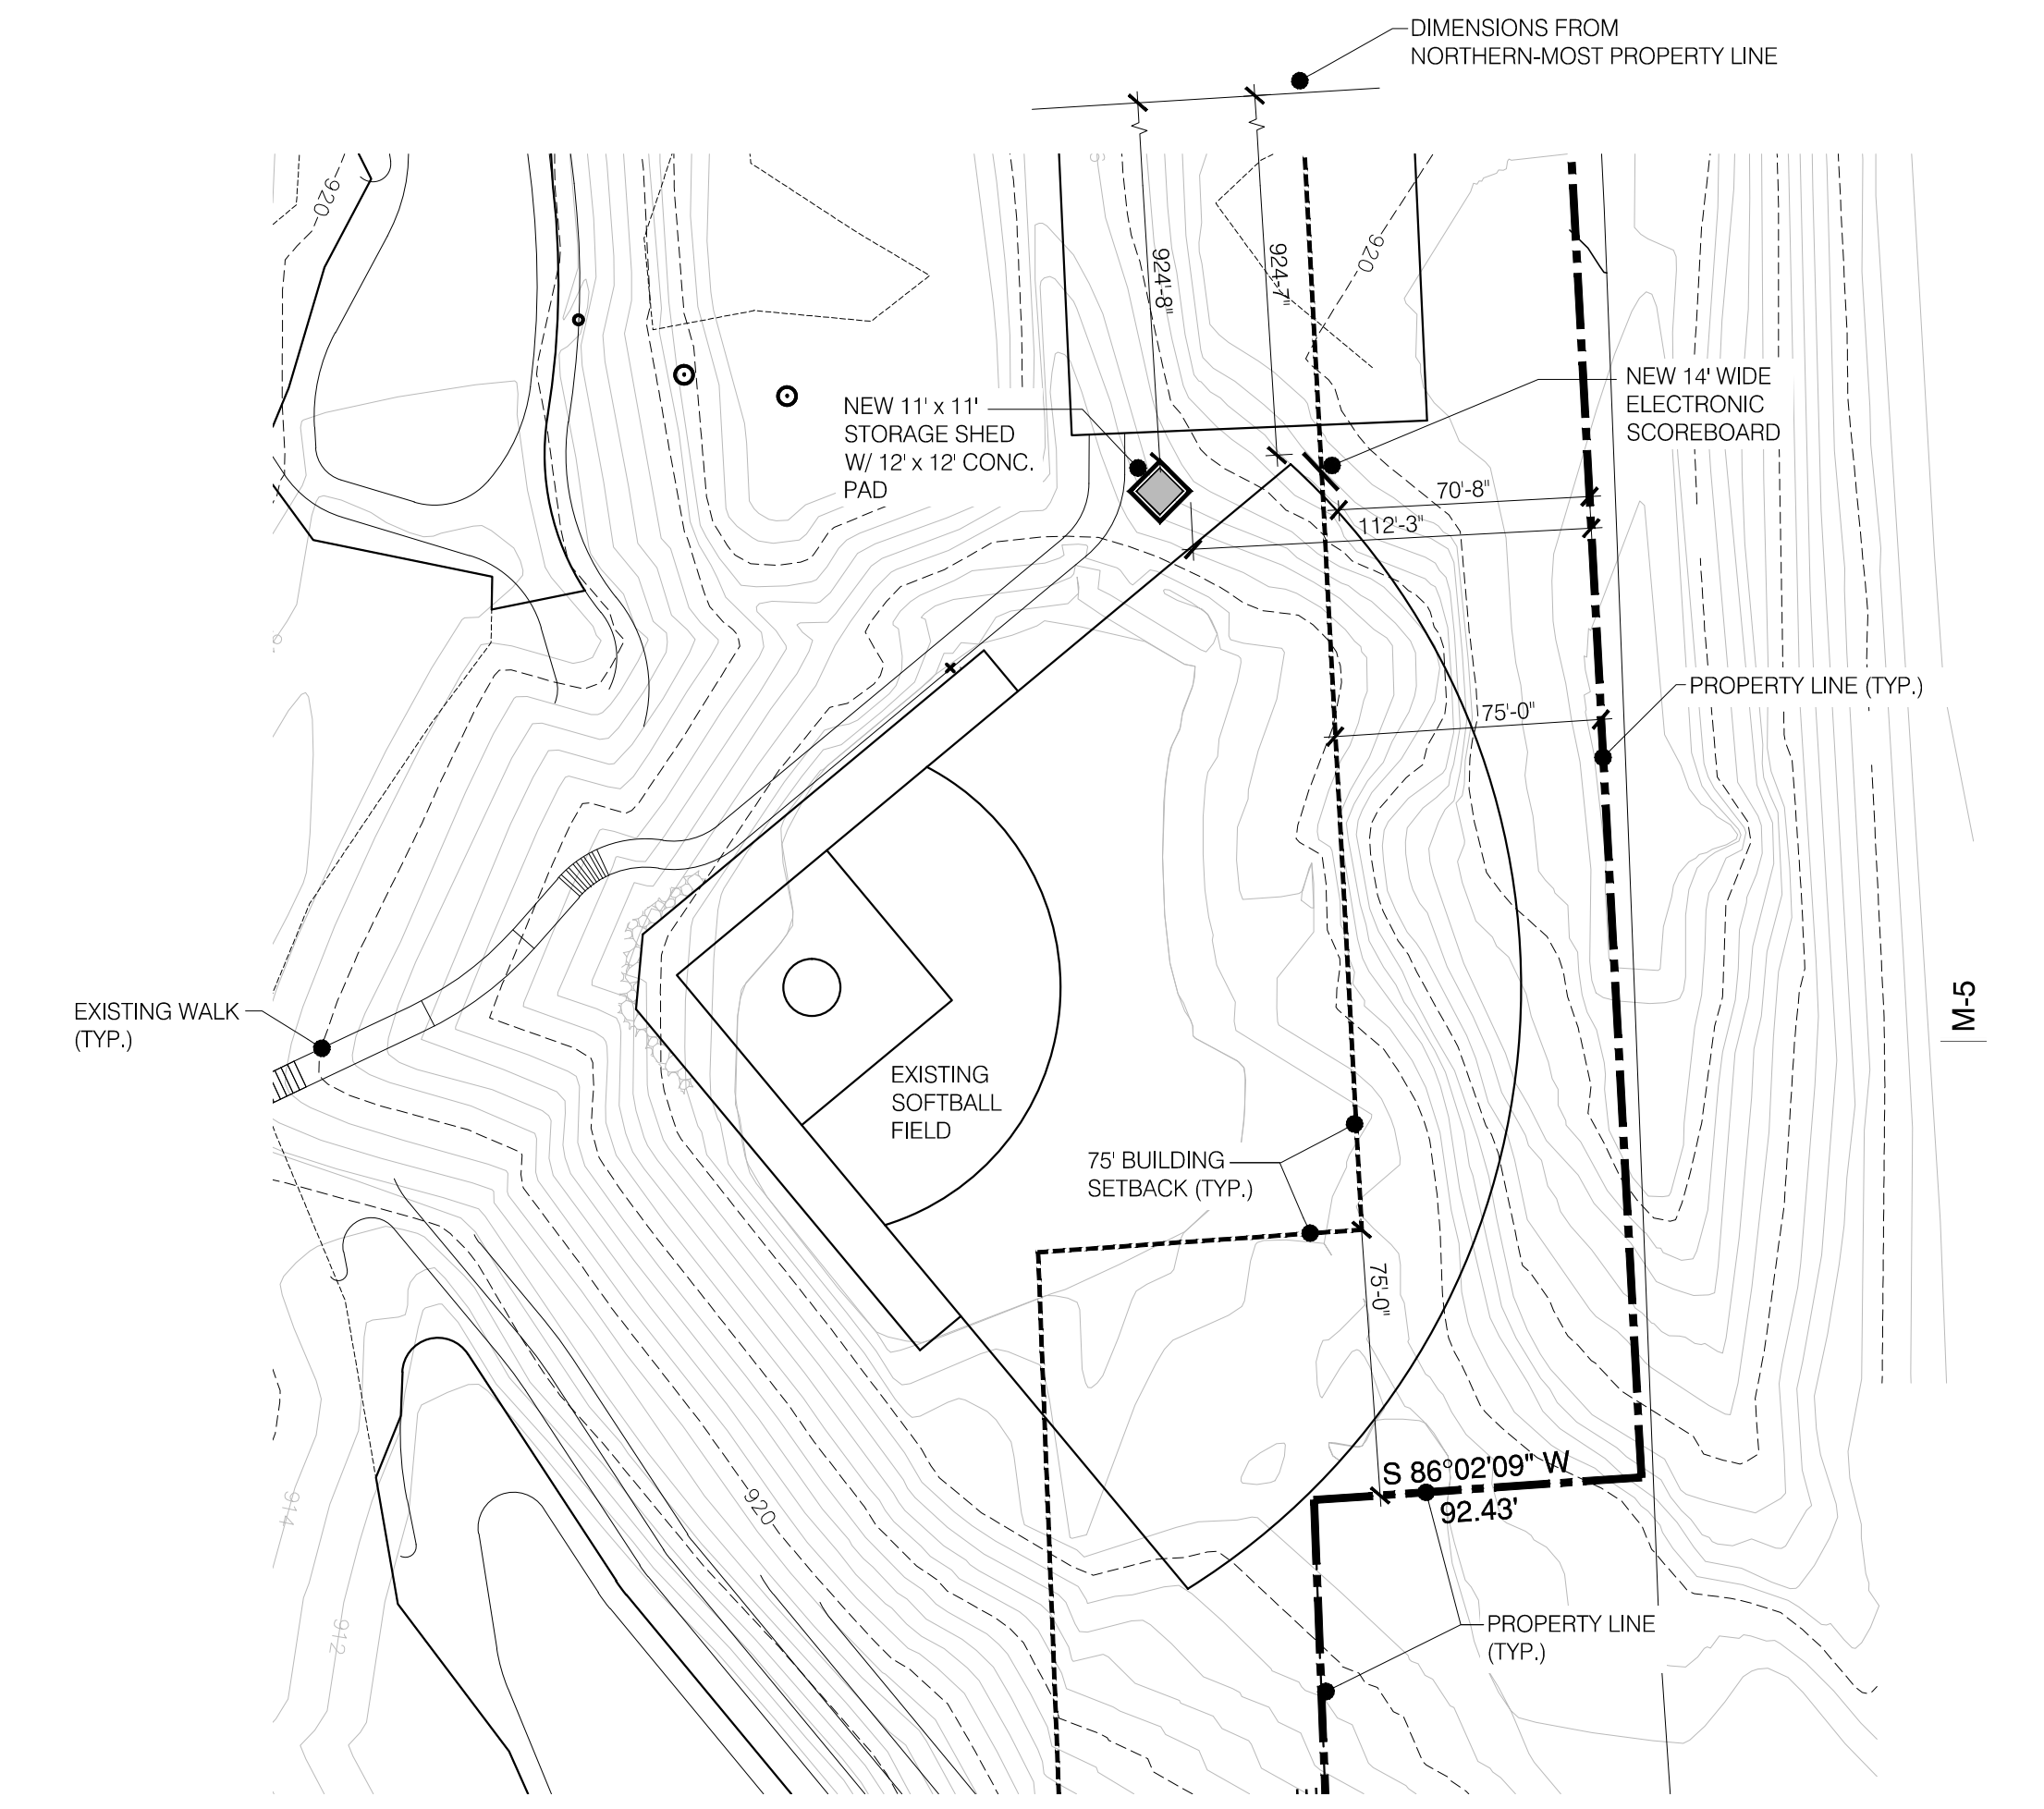 DIMENSIONS FROM
NORTHERN-MOST PROPERTY LINE
920
924'-8"
924'-7"
920
NEW 14' WIDE
ELECTRONIC
SCOREBOARD
NEW 11' x 11'
STORAGE SHED
W/ 12' x 12' CONC.
PAD
70'-8"
112'-3"
PROPERTY LINE (TYP.)
75'-0"
M-5
EXISTING WALK
(TYP.)
EXISTING
SOFTBALL
FIELD
75' BUILDING
SETBACK (TYP.)
75'-0"
S 86°02'09" W
92.43'
920
914
912
PROPERTY LINE
(TYP.)